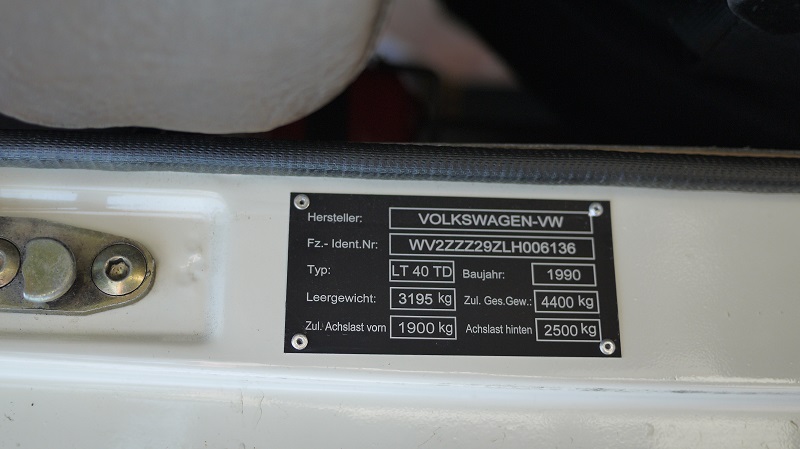 Hersteller: VOLKSWAGEN-VW
Fz.- Ident.Nr: WV2ZZZ29ZLH006136
Typ: LT 40 TD Baujahr: 1990
Leergewicht: 3195 kg Zul. Ges.Gew.: 4400 kg
Zul. Achslast vorn 1900 kg Achslast hinten 2500 kg